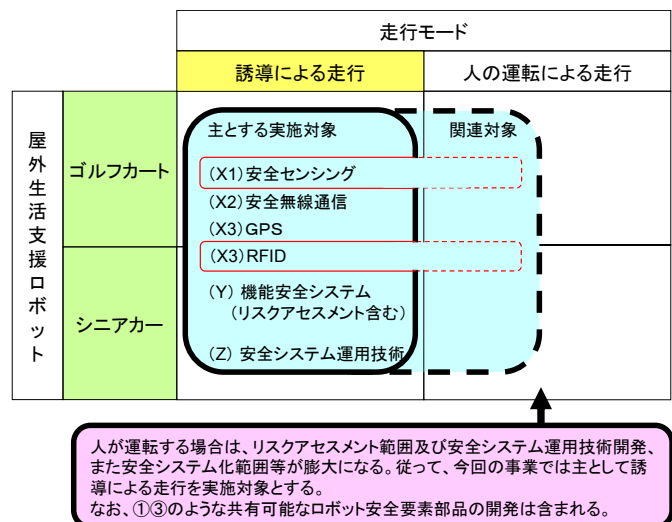 走行モード
誘導による走行
人の運転による走行
屋外生活支援ロボット
ゴルフカート
シニアカー
主とする実施対象
関連対象
(X1)安全センシング
(X2)安全無線通信
(X3)GPS
(X3)RFID
(Y) 機能安全システム
(リスクアセスメント含む)
(Z) 安全システム運用技術
人が運転する場合は、リスクアセスメント範囲及び安全システム運用技術開発、
また安全システム化範囲等が膨大になる。従って、今回の事業では主として誘
導による走行を実施対象とする。
なお、①③のような共有可能なロボット安全要素部品の開発は含まれる。